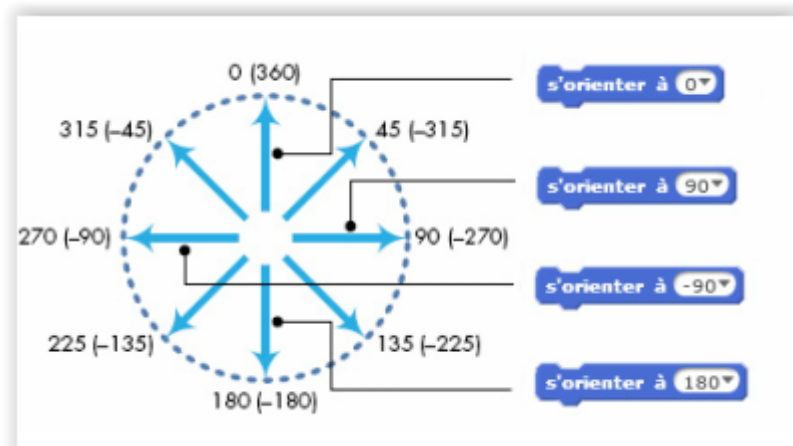 0 (360)
s'orienter à 0
315 (–45)
45 (–315)
s'orienter à 90
270 (–90)
90 (–270)
s'orienter à -90
225 (–135)
135 (–225)
s'orienter à 180
180 (–180)